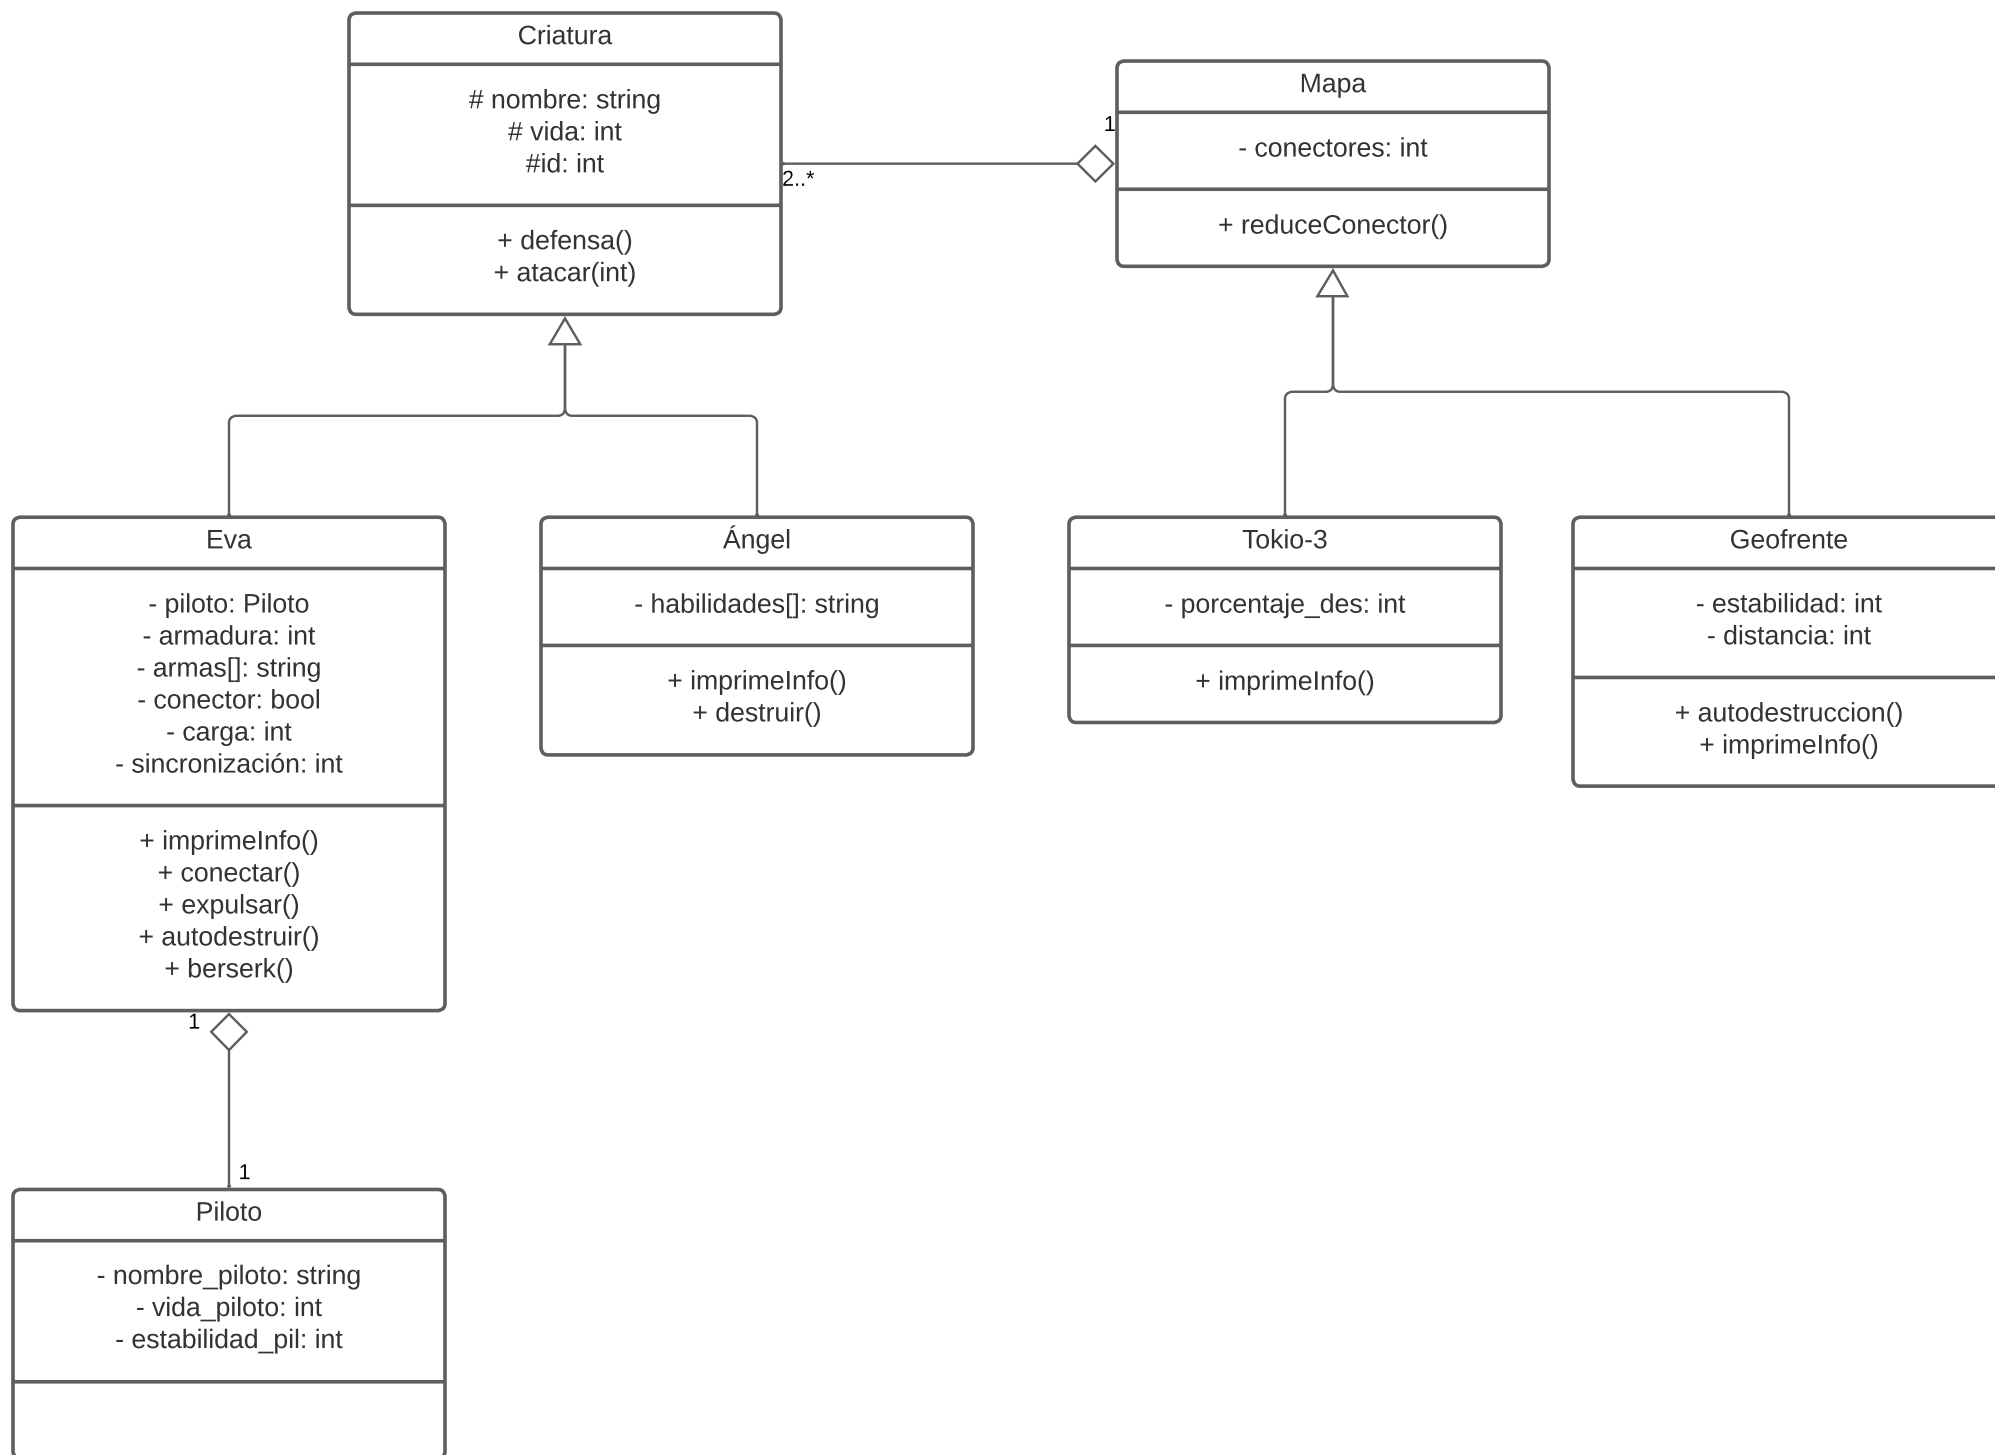 Criatura
# nombre: string
# vida: int
#id: int
+ defensa()
+ atacar(int)
2..*
1
Mapa
- conectores: int
+ reduceConector()
Eva
- piloto: Piloto
- armadura: int
- armas[]: string
- conector: bool
- carga: int
- sincronización: int
+ imprimeInfo()
+ conectar()
+ expulsar()
+ autodestruir()
+ berserk()
Ángel
- habilidades[]: string
+ imprimeInfo()
+ destruir()
Tokio-3
- porcentaje_des: int
+ imprimeInfo()
Geofrente
- estabilidad: int
- distancia: int
+ autodestruccion()
+ imprimeInfo()
1
1
Piloto
- nombre_piloto: string
- vida_piloto: int
- estabilidad_pil: int